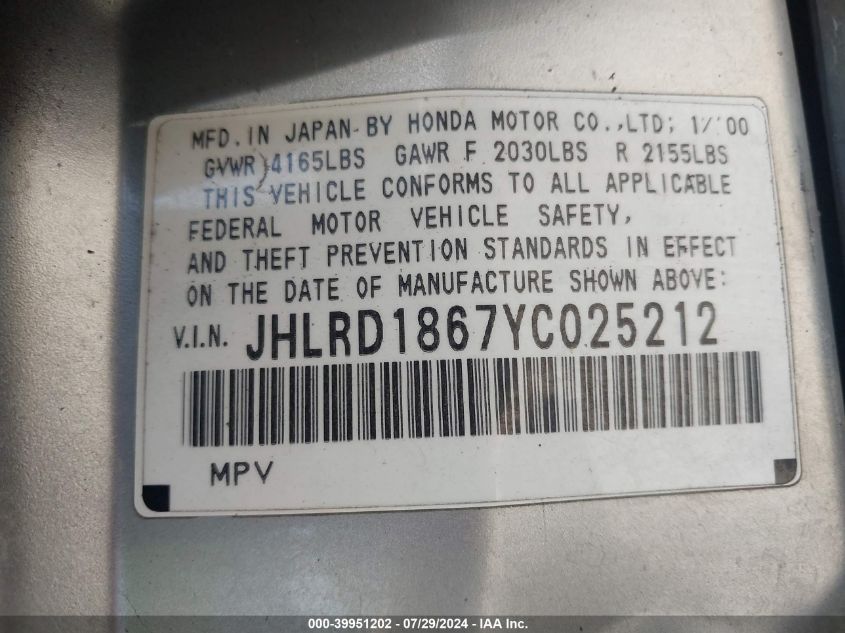 MFD. IN JAPAN BY HONDA MOTOR CO.,LTD; 1/'00
GVWR 4165LBS GAWR F 2030LBS R 2155LBS
THIS VEHICLE CONFORMS TO ALL APPLICABLE
FEDERAL MOTOR VEHICLE SAFETY,
AND THEFT PREVENTION STANDARDS IN EFFECT
ON THE DATE OF MANUFACTURE SHOWN ABOVE:
V.I.N. JHLRD1867YC025212
MPV
000-39951202 - 07/29/2024 - IAA Inc.